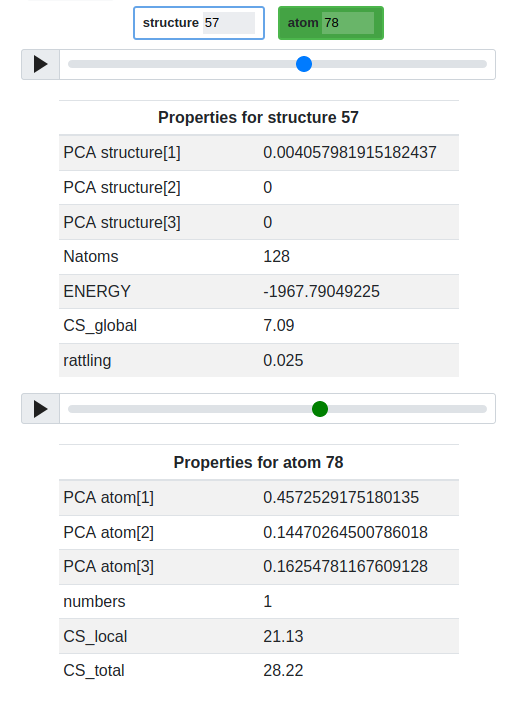 structure 57 atom 78
Properties for structure 57
PCA structure[1] 0.004057981915182437
PCA structure[2] 0
PCA structure[3] 0
Natoms 128
ENERGY -1967.79049225
CS_global 7.09
rattling 0.025
Properties for atom 78
PCA atom[1] 0.4572529175180135
PCA atom[2] 0.14470264500786018
PCA atom[3] 0.16254781167609128
numbers 1
CS_local 21.13
CS_total 28.22